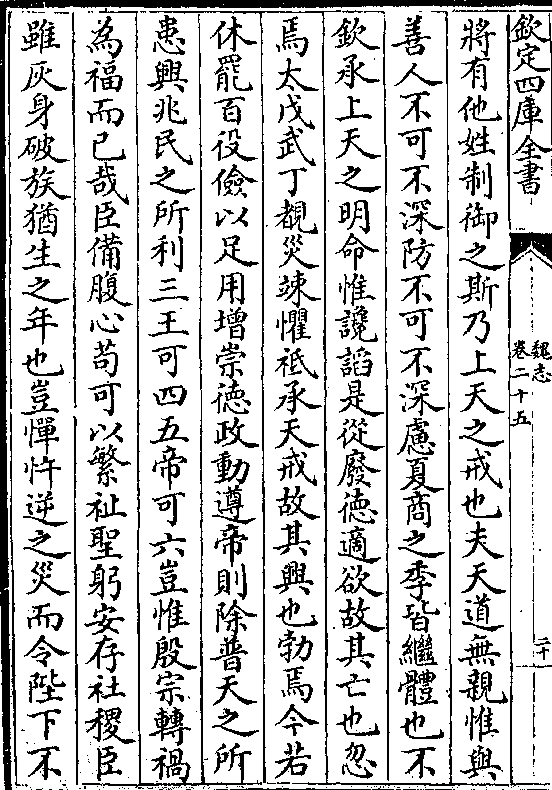 欽定四庫全書
魏志
卷二十五
二十
將有他姓制御之斯乃上天之戒也夫天道無親惟與
善人不可不深防不可不深慮夏商之季皆繼體也不
欽承上天之明命惟讒謟是從廢德適欲故其亡也忽
焉太戊武丁覩災竦懼祗承天戒故其興也勃焉今若
休罷百役儉以足用增崇德政動遵帝則除普天之所
患興兆民之所利三王可四五帝可六豈惟殷宗轉禍
為福而已哉臣備腹心苟可以繁祉聖躬安存社稷臣
雖灰身破族猶生之年也豈憚忤逆之災而令陛下不